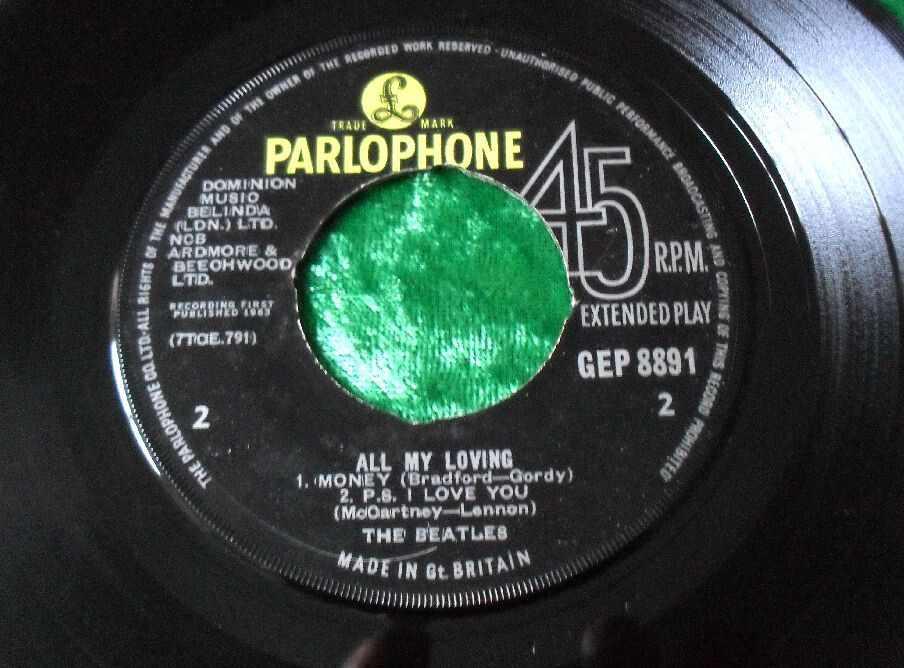 THE PARLOPHONE CO. LTD. ALL RIGHTS OF THE MANUFACTURER AND OF THE OWNER OF THE RECORDED WORK RESERVED · UNAUTHORISED PUBLIC PERFORMANCE BROADCASTING AND COPYING OF THIS RECORD PROHIBITED
£
TRADE MARK
PARLOPHONE
DOMINION
MUSIC
BELINDA
(LDN.) LTD.
NCB
ARDMORE &
BEECHWOOD
LTD.
45
R.P.M.
EXTENDED PLAY
RECORDING FIRST
PUBLISHED 1963
(7TCE.791)
GEP 8891
2
2
ALL MY LOVING
1. MONEY (Bradford—Gordy)
2. P.S. I LOVE YOU
(McCartney—Lennon)
THE BEATLES
MADE IN Gt. BRITAIN